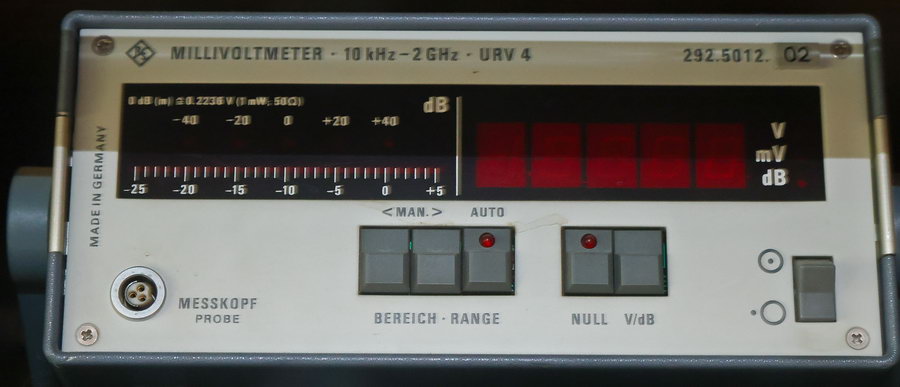 MILLIVOLTMETER · 10 kHz – 2 GHz · URV 4
292.5012. 02
0 dB (m) ≙ 0.2236 V (1 mW; 50Ω)
dB
-40 -20 0 +20 +40
-25 -20 -15 -10 -5 0 +5
V
mV
dB
MADE IN GERMANY
<MAN.> AUTO
MESSKOPF
PROBE
BEREICH · RANGE
NULL V/dB